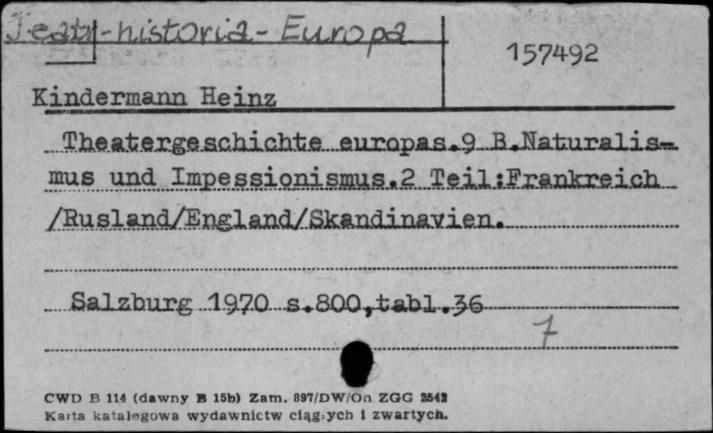 Teatr-historia-Europa
157492
Kindermann Heinz
Theatergeschichte europas.9 B.Naturalis=
mus und Impessionismus.2 Teil:Frankreich
/Rusland/England/Skandinavien.
Salzburg 1970 s.800,tabl.36
7
CWD B 114 (dawny B 15b) Zam. 897/DW/On ZGG 2542
Karta katalogowa wydawnictw ciągłych i zwartych.